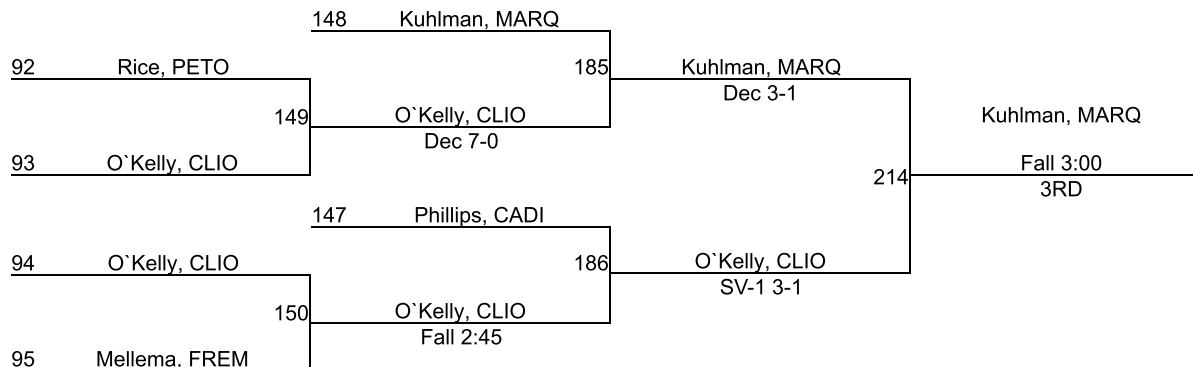 148 Kuhlman, MARQ
92 Rice, PETO
185 Kuhlman, MARQ
Dec 3-1
149 O`Kelly, CLIO
Dec 7-0
Kuhlman, MARQ
93 O`Kelly, CLIO
Fall 3:00
214
3RD
147 Phillips, CADI
94 O`Kelly, CLIO
186 O`Kelly, CLIO
SV-1 3-1
150 O`Kelly, CLIO
Fall 2:45
95 Mellema, FREM